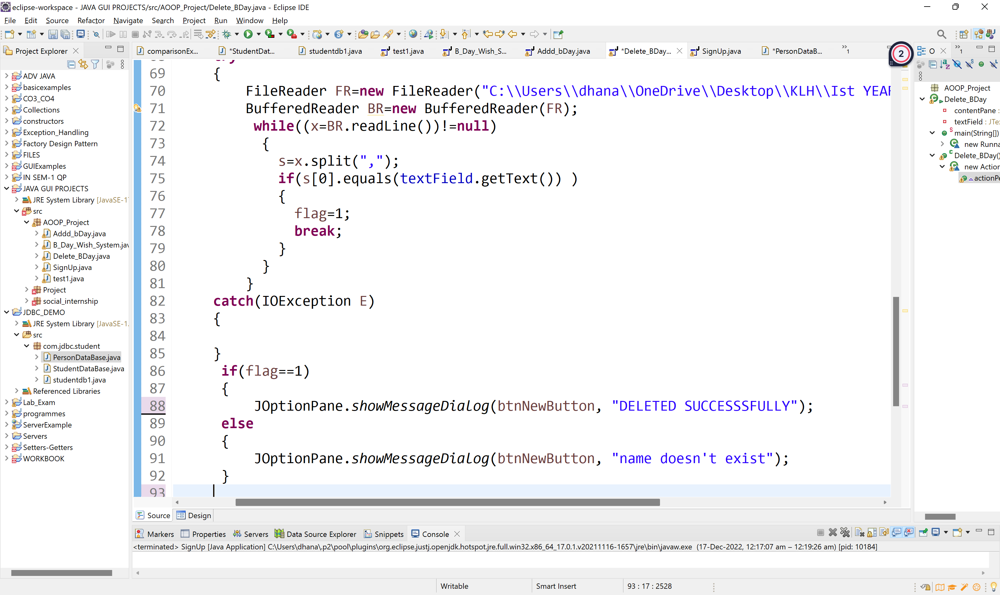 eclipse-workspace - JAVA GUI PROJECTS/src/AOOP_Project/Delete_BDay.java - Eclipse IDE
File Edit Source Refactor Navigate Search Project Run Window Help
Project Explorer
comparisonEx... *StudentDat... studentdb1.java test1.java B_Day_Wish_S... Addd_bDay.java *Delete_BDay... SignUp.java *PersonDataB... »1 2 O »1
ADV JAVA
basicexamples
CO3_CO4
Collections
constructors
Exception_Handling
Factory Design Pattern
FILES
GUIExamples
IN SEM-1 QP
JAVA GUI PROJECTS
JRE System Library [JavaSE-1
src
AOOP_Project
Addd_bDay.java
B_Day_Wish_System.jav
Delete_BDay.java
SignUp.java
test1.java
Project
social_internship
JDBC_DEMO
JRE System Library [JavaSE-1.
src
com.jdbc.student
PersonDataBase.java
StudentDataBase.java
studentdb1.java
Referenced Libraries
Lab_Exam
programmes
ServerExample
Servers
Setters-Getters
WORKBOOK
69 {
70 FileReader FR=new FileReader("C:\\Users\\dhana\\OneDrive\\Desktop\\KLH\\Ist YEAR
71 BufferedReader BR=new BufferedReader(FR);
72 while((x=BR.readLine())!=null)
73 {
74 s=x.split(",");
75 if(s[0].equals(textField.getText()) )
76 {
77 flag=1;
78 break;
79 }
80 }
81 }
82 catch(IOException E)
83 {
84
85 }
86 if(flag==1)
87 {
88 JOptionPane.showMessageDialog(btnNewButton, "DELETED SUCCESSSFULLY");
89 else
90 {
91 JOptionPane.showMessageDialog(btnNewButton, "name doesn't exist");
92 }
93
Source Design
AOOP_Project
Delete_BDay
contentPane :
textField : JTe
main(String[])
new Runna
Delete_BDay()
new Action
actionPe
Markers Properties Servers Data Source Explorer Snippets Console
<terminated> SignUp [Java Application] C:\Users\dhana\.p2\pool\plugins\org.eclipse.justj.openjdk.hotspot.jre.full.win32.x86_64_17.0.1.v20211116-1657\jre\bin\javaw.exe (17-Dec-2022, 12:17:07 am – 12:19:26 am) [pid: 10184]
Writable Smart Insert 93 : 17 : 2528